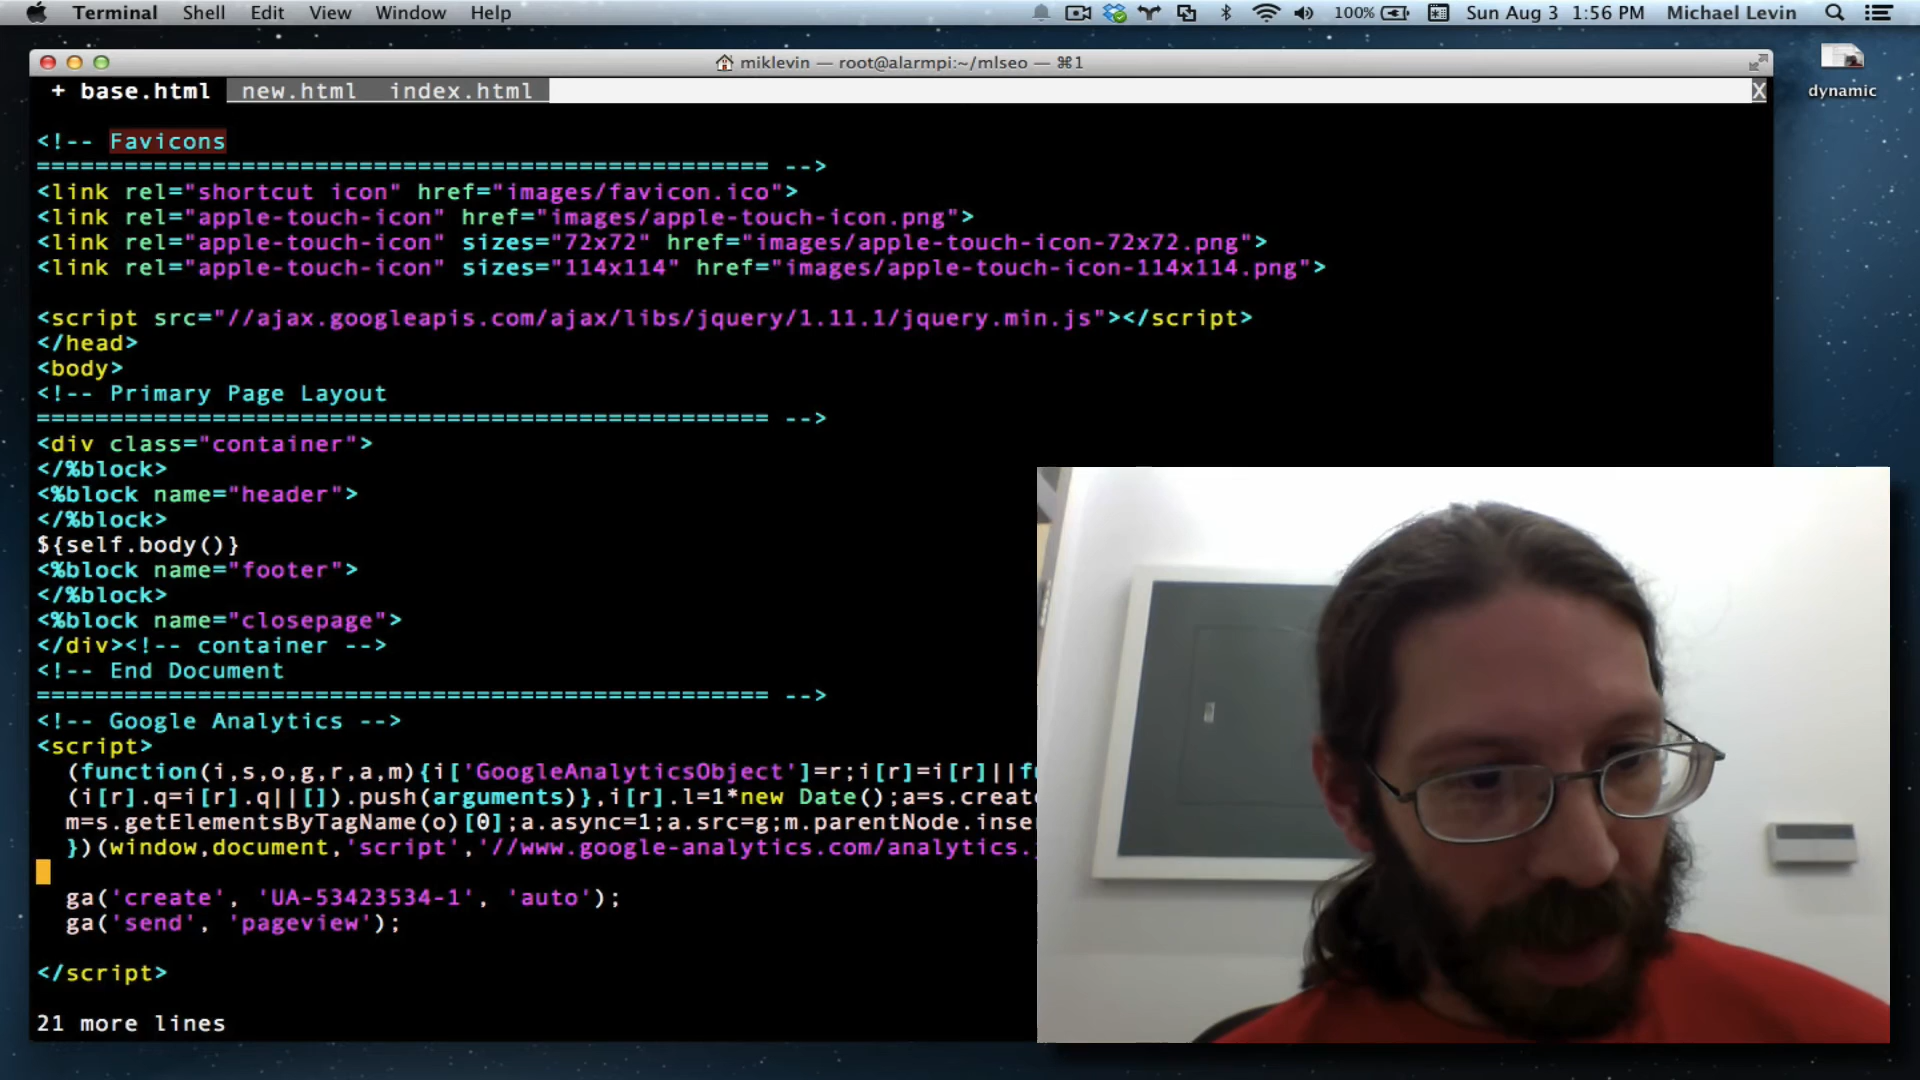 Terminal Shell Edit View Window Help 100% Sun Aug 3 1:56 PM Michael Levin
miklevin — root@alarmpi:~/mlseo — ⌘1
+ base.html new.html index.html X
dynamic
<!-- Favicons
================================================== -->
<link rel="shortcut icon" href="images/favicon.ico">
<link rel="apple-touch-icon" href="images/apple-touch-icon.png">
<link rel="apple-touch-icon" sizes="72x72" href="images/apple-touch-icon-72x72.png">
<link rel="apple-touch-icon" sizes="114x114" href="images/apple-touch-icon-114x114.png">
<script src="//ajax.googleapis.com/ajax/libs/jquery/1.11.1/jquery.min.js"></script>
</head>
<body>
<!-- Primary Page Layout
================================================== -->
<div class="container">
</%block>
<%block name="header">
</%block>
${self.body()}
<%block name="footer">
</%block>
<%block name="closepage">
</div><!-- container -->
<!-- End Document
================================================== -->
<!-- Google Analytics -->
<script>
(function(i,s,o,g,r,a,m){i['GoogleAnalyticsObject']=r;i[r]=i[r]||fu
(i[r].q=i[r].q||[]).push(arguments)},i[r].l=1*new Date();a=s.create
m=s.getElementsByTagName(o)[0];a.async=1;a.src=g;m.parentNode.inser
})(window,document,'script','//www.google-analytics.com/analytics.
ga('create', 'UA-53423534-1', 'auto');
ga('send', 'pageview');
</script>
21 more lines